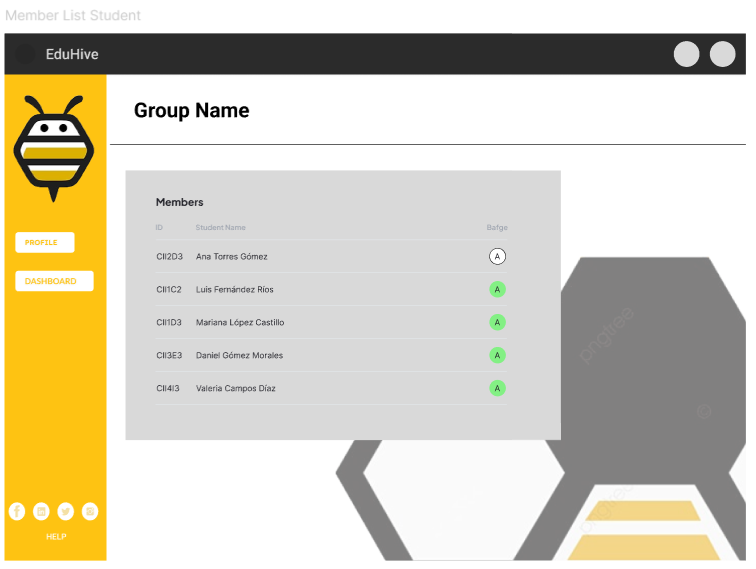 Member List Student
EduHive
Group Name
Members
ID Student Name Bafge
CII2D3 Ana Torres Gómez A
CII1C2 Luis Fernández Ríos A
CII1D3 Mariana López Castillo A
CII3E3 Daniel Gómez Morales A
CII4I3 Valeria Campos Díaz A
PROFILE
DASHBOARD
HELP
pngtree
pngtree